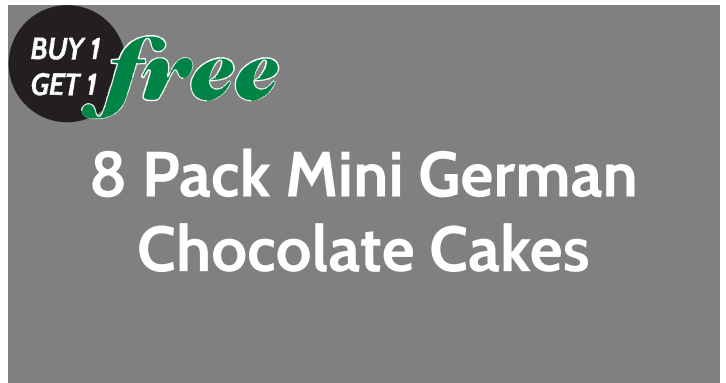 BUY 1
GET 1 free
8 Pack Mini German
Chocolate Cakes